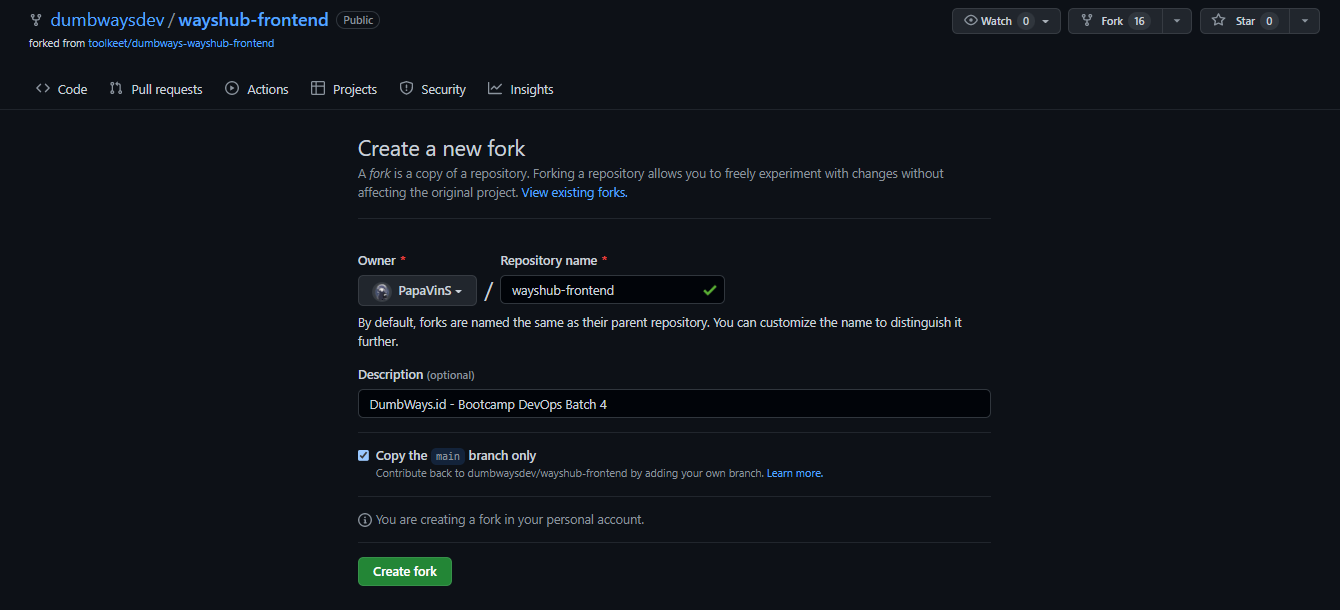 dumbwaysdev / wayshub-frontend Public
Watch 0 Fork 16 Star 0
forked from toolkeet/dumbways-wayshub-frontend
Code Pull requests Actions Projects Security Insights
Create a new fork
A fork is a copy of a repository. Forking a repository allows you to freely experiment with changes without
affecting the original project. View existing forks.
Owner * Repository name *
PapaVinS / wayshub-frontend
By default, forks are named the same as their parent repository. You can customize the name to distinguish it
further.
Description (optional)
DumbWays.id - Bootcamp DevOps Batch 4
Copy the main branch only
Contribute back to dumbwaysdev/wayshub-frontend by adding your own branch. Learn more.
You are creating a fork in your personal account.
Create fork